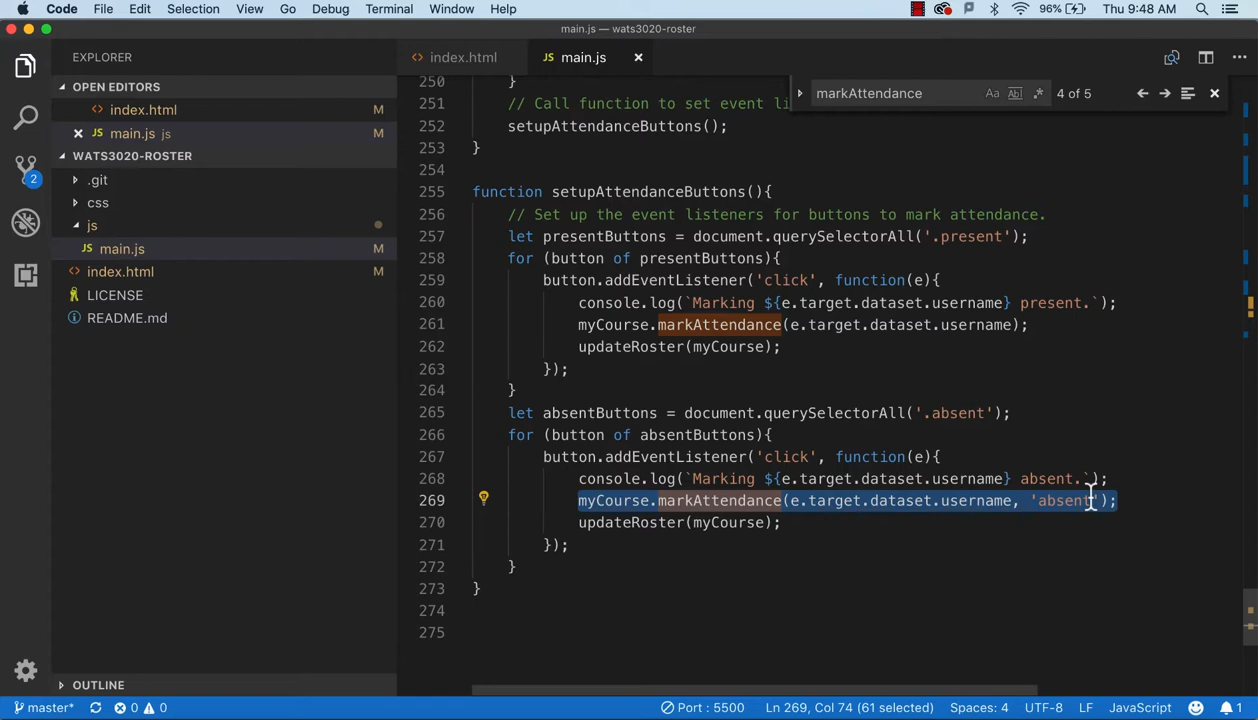 Code File Edit Selection View Go Debug Terminal Window Help 96% Thu 9:48 AM
main.js — wats3020-roster
EXPLORER
index.html
JS main.js
OPEN EDITORS
index.html M
JS main.js js M
WATS3020-ROSTER
.git
css
js
JS main.js M
index.html M
LICENSE
README.md
OUTLINE
2
markAttendance Aa Abl .* 4 of 5
250 }
251 // Call function to set event li
252 setupAttendanceButtons();
253 }
254
255 function setupAttendanceButtons(){
256 // Set up the event listeners for buttons to mark attendance.
257 let presentButtons = document.querySelectorAll('.present');
258 for (button of presentButtons){
259 button.addEventListener('click', function(e){
260 console.log(`Marking ${e.target.dataset.username} present.`);
261 myCourse.markAttendance(e.target.dataset.username);
262 updateRoster(myCourse);
263 });
264 }
265 let absentButtons = document.querySelectorAll('.absent');
266 for (button of absentButtons){
267 button.addEventListener('click', function(e){
268 console.log(`Marking ${e.target.dataset.username} absent.`);
269 myCourse.markAttendance(e.target.dataset.username, 'absent');
270 updateRoster(myCourse);
271 });
272 }
273 }
274
275
master* 0 0 Port : 5500 Ln 269, Col 74 (61 selected) Spaces: 4 UTF-8 LF JavaScript 1